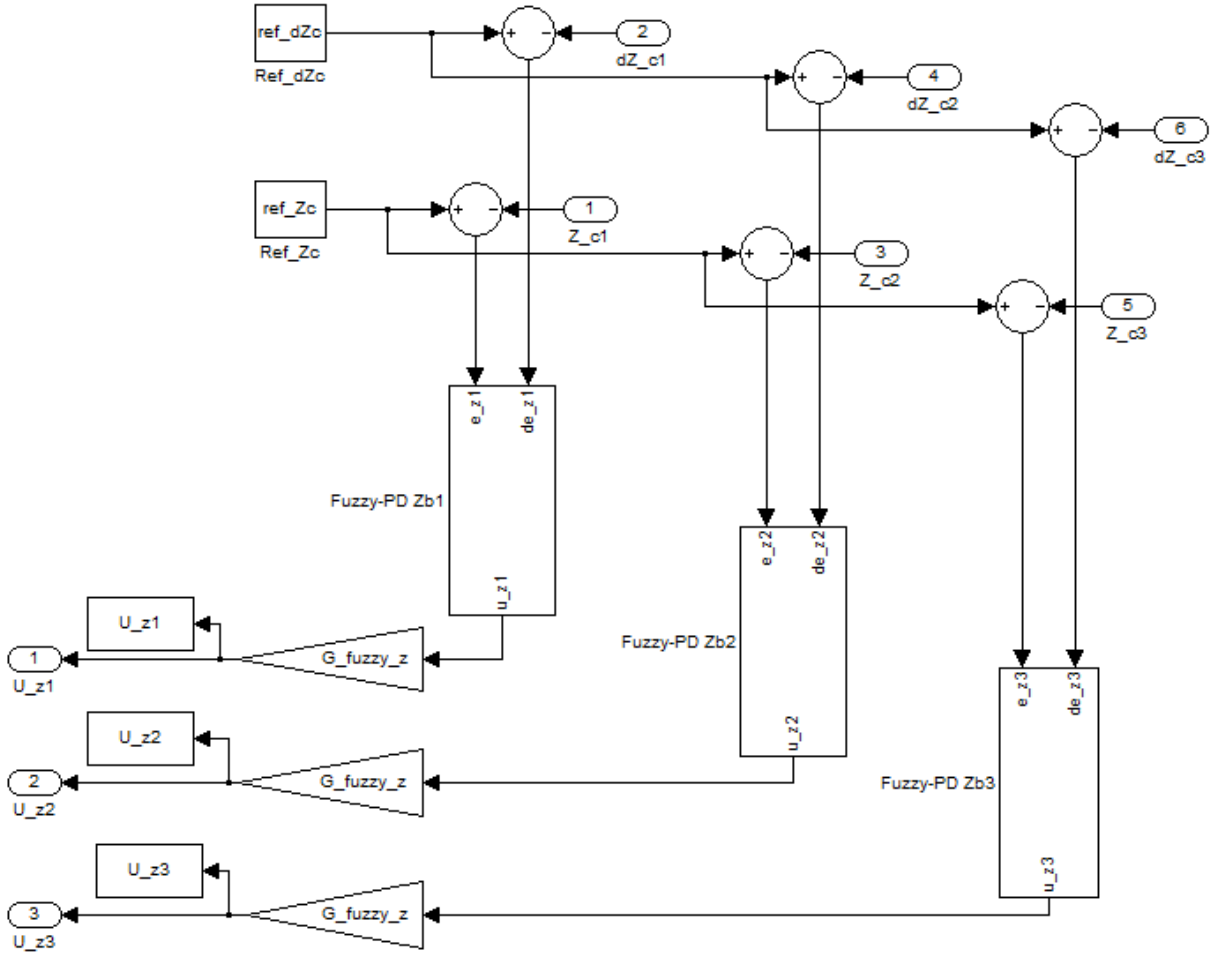 ref_dZc
Ref_dZc
+
−
2
dZ_c1
+
−
4
dZ_c2
+
−
6
dZ_c3
ref_Zc
Ref_Zc
+
−
1
Z_c1
+
−
3
Z_c2
+
−
5
Z_c3
e_z1
de_z1
Fuzzy-PD Zb1
u_z1
e_z2
de_z2
Fuzzy-PD Zb2
u_z2
e_z3
de_z3
Fuzzy-PD Zb3
u_z3
U_z1
1
U_z1
G_fuzzy_z
U_z2
2
U_z2
G_fuzzy_z
U_z3
3
U_z3
G_fuzzy_z